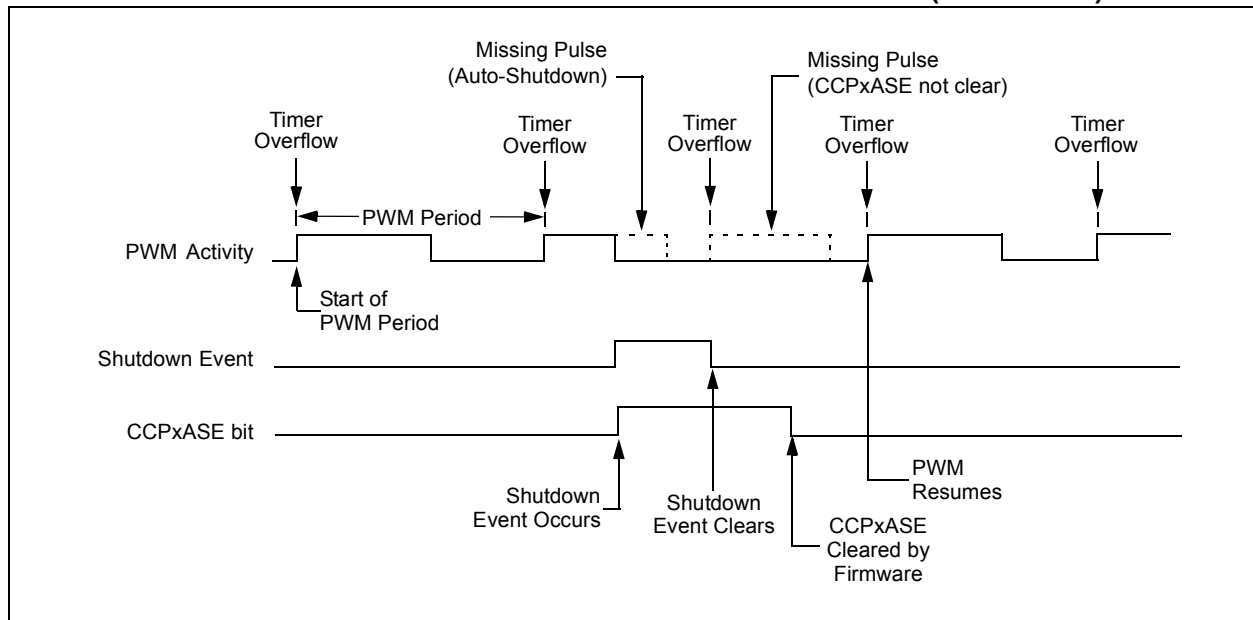 Missing Pulse
(Auto-Shutdown)
Missing Pulse
(CCPxASE not clear)
Timer
Overflow
Timer
Overflow
Timer
Overflow
Timer
Overflow
Timer
Overflow
PWM Period
PWM Activity
Start of
PWM Period
Shutdown Event
CCPxASE bit
Shutdown
Event Occurs
Shutdown
Event Clears
PWM
Resumes
CCPxASE
Cleared by
Firmware